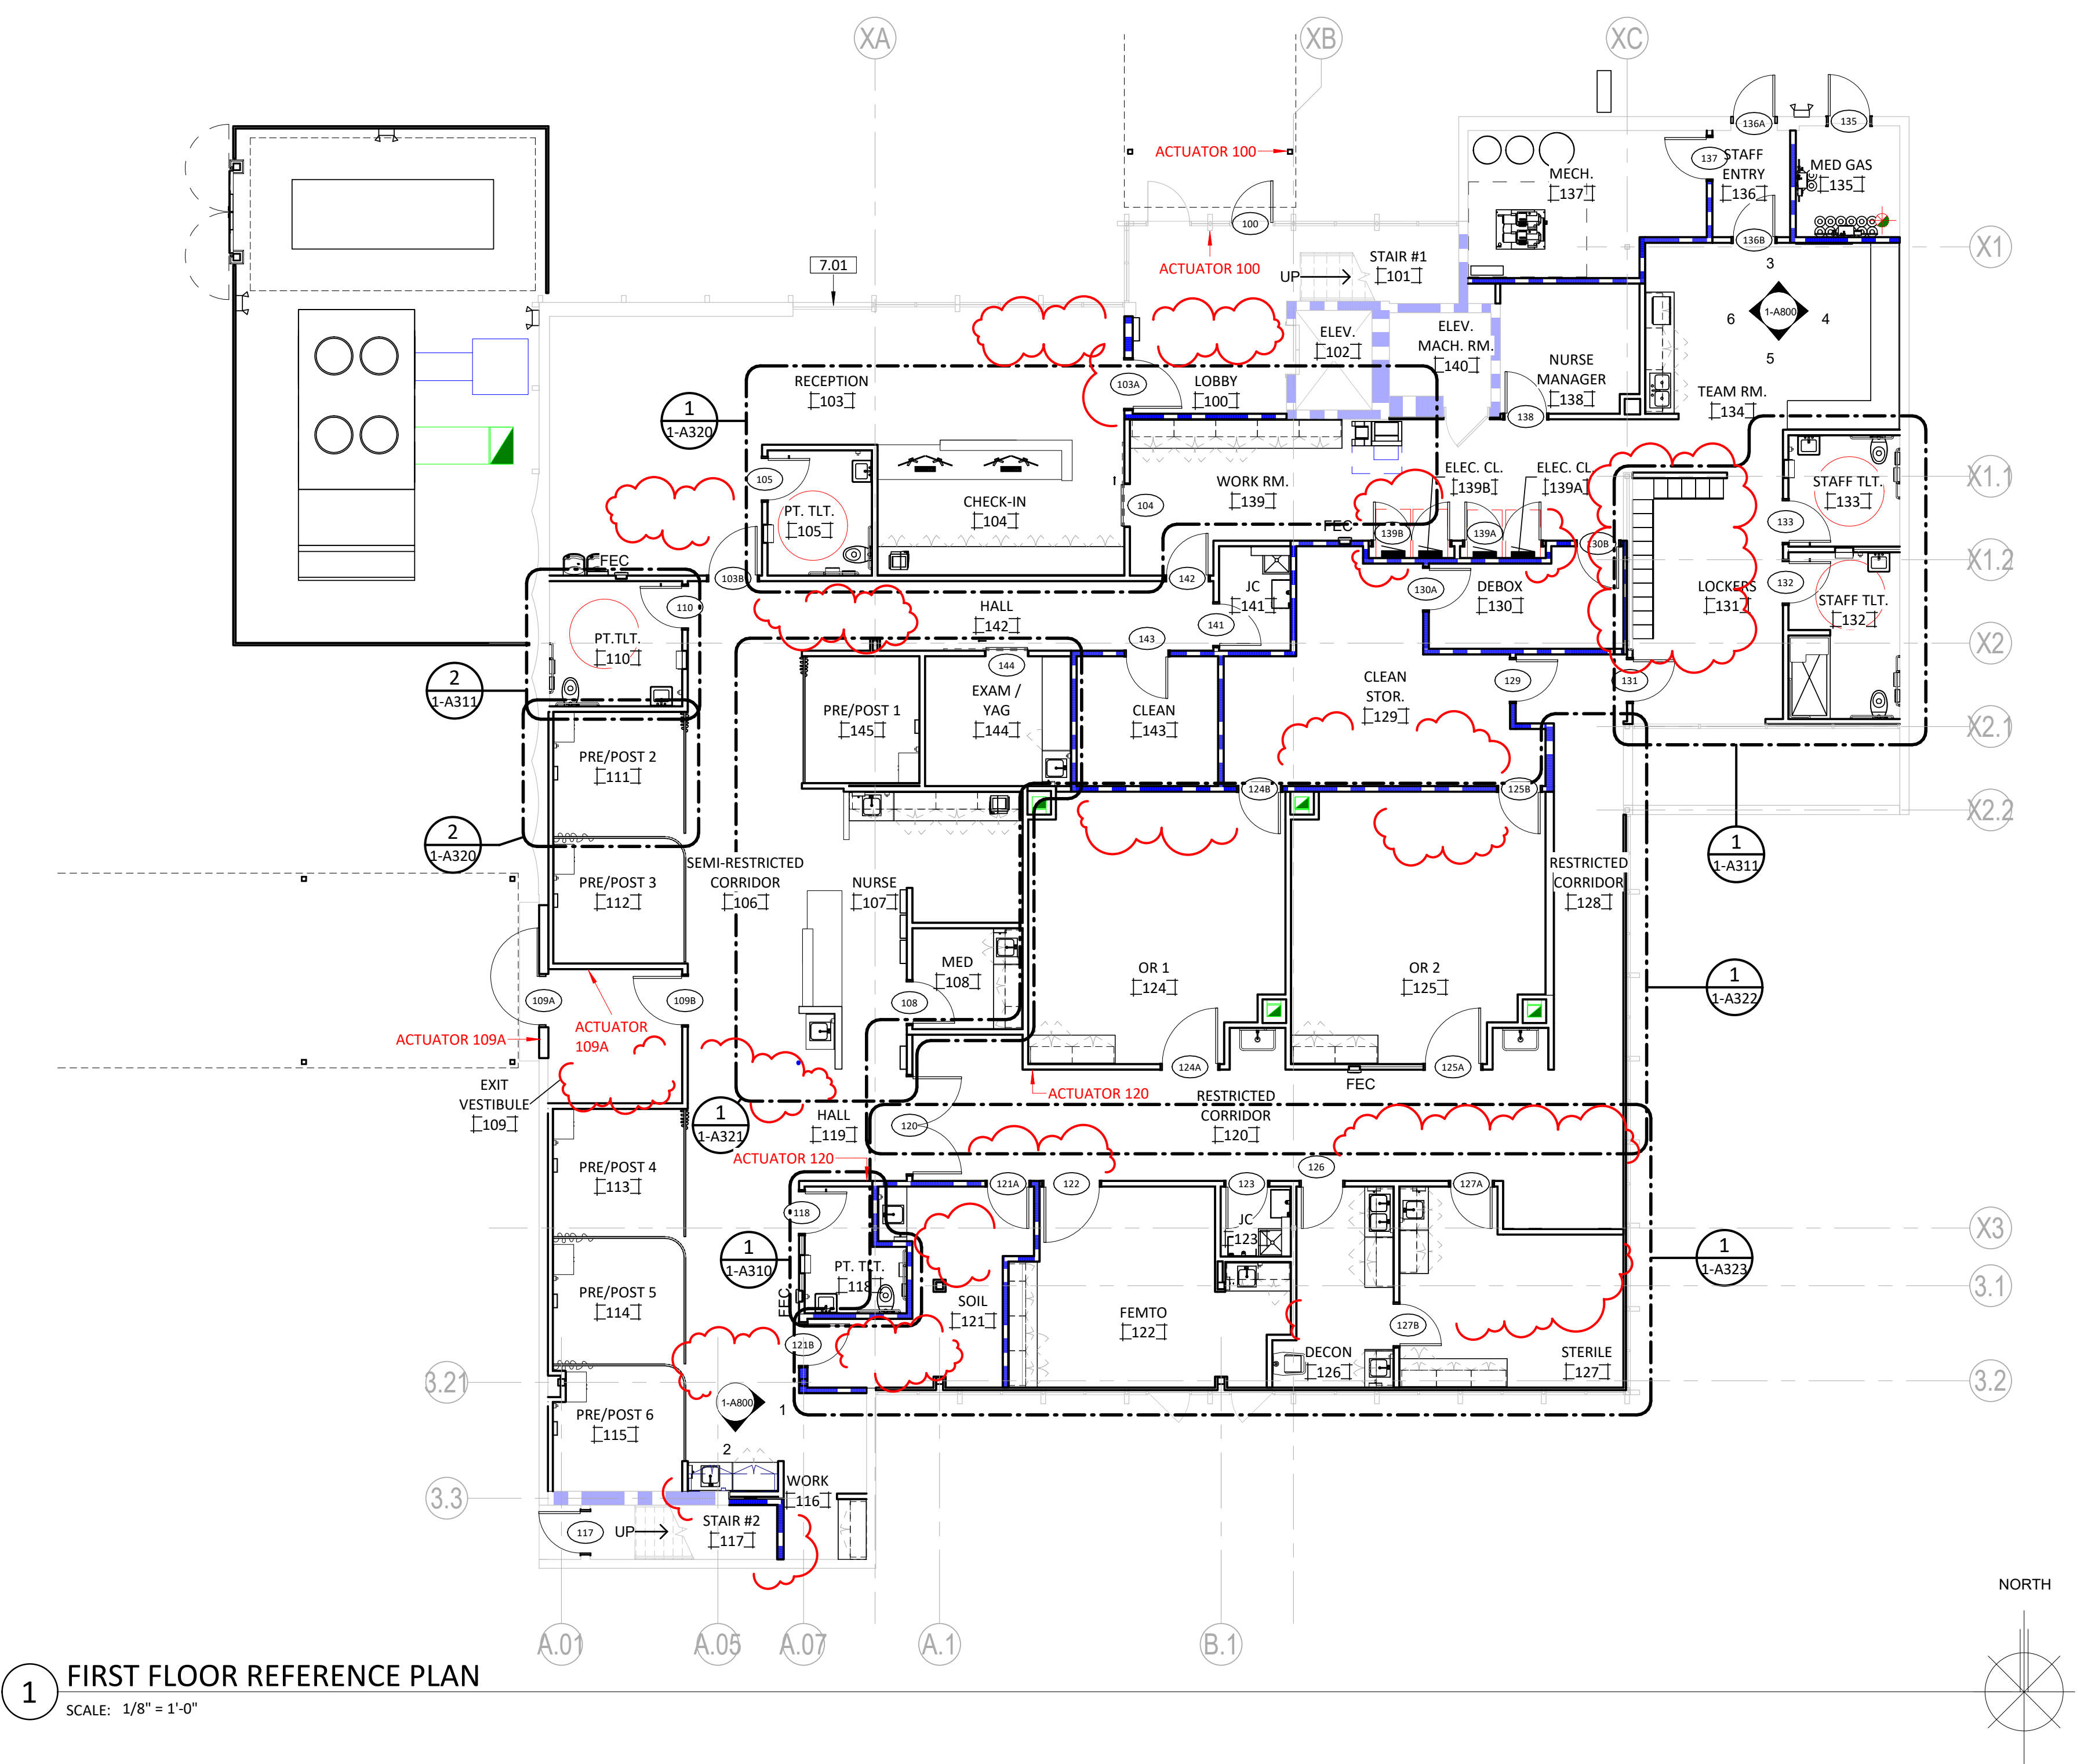 XA
XB
XC
136A
135
ACTUATOR 100
137
STAFF
ENTRY
136
MED GAS
135
MECH.
137
100
136B
X1
ACTUATOR 100
STAIR #1
101
UP
7.01
3
6
1-A800
4
5
ELEV.
102
ELEV.
MACH. RM.
140
NURSE
MANAGER
138
RECEPTION
103
103A
LOBBY
100
TEAM RM.
134
1
1-A320
138
105
CHECK-IN
104
104
WORK RM.
139
ELEC. CL.
139B
ELEC. CL.
139A
STAFF TLT.
133
X1.1
PT. TLT.
105
FEC
139B
139A
130B
133
FEC
103B
142
JC
141
130A
DEBOX
130
LOCKERS
131
132
STAFF TLT.
132
X1.2
110
HALL
142
141
143
PT.TLT.
110
X2
144
2
1-A311
EXAM /
YAG
144
CLEAN
STOR.
129
129
131
PRE/POST 1
145
CLEAN
143
X2.1
PRE/POST 2
111
124B
125B
X2.2
2
1-A320
1
1-A311
PRE/POST 3
112
SEMI-RESTRICTED
CORRIDOR
106
NURSE
107
RESTRICTED
CORRIDOR
128
MED
108
OR 1
124
OR 2
125
1
1-A322
109A
109B
108
ACTUATOR 109A
ACTUATOR
109A
124A
125A
FEC
EXIT
VESTIBULE
109
ACTUATOR 120
RESTRICTED
CORRIDOR
120
1
1-A321
HALL
119
120
ACTUATOR 120
PRE/POST 4
113
126
121A
122
123
127A
118
JC
123
X3
1
1-A310
1
1-A323
PT. TLT.
118
3.1
PRE/POST 5
114
FEC
SOIL
121
FEMTO
122
127B
121B
DECON
126
STERILE
127
3.21
3.2
PRE/POST 6
115
1-A800
1
2
WORK
116
3.3
117
UP
STAIR #2
117
NORTH
A.01
A.05
A.07
A.1
B.1
1
FIRST FLOOR REFERENCE PLAN
SCALE: 1/8" = 1'-0"